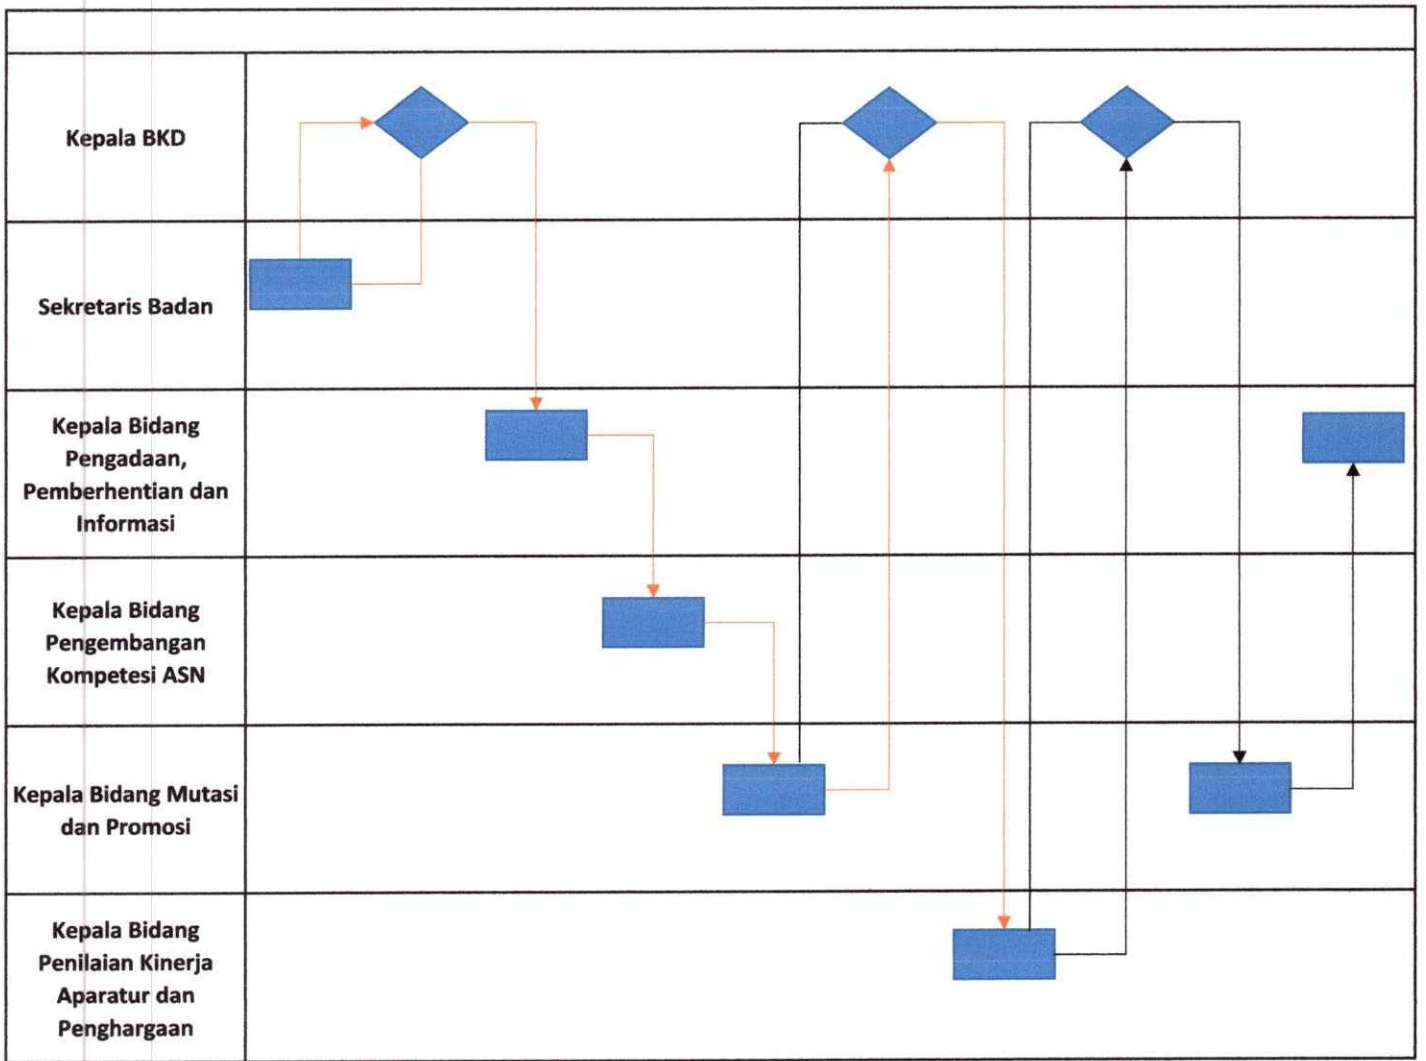 Kepala BKD
Sekretaris Badan
Kepala Bidang
Pengadaan,
Pemberhentian dan
Informasi
Kepala Bidang
Pengembangan
Kompetesi ASN
Kepala Bidang Mutasi
dan Promosi
Kepala Bidang
Penilaian Kinerja
Aparatur dan
Penghargaan